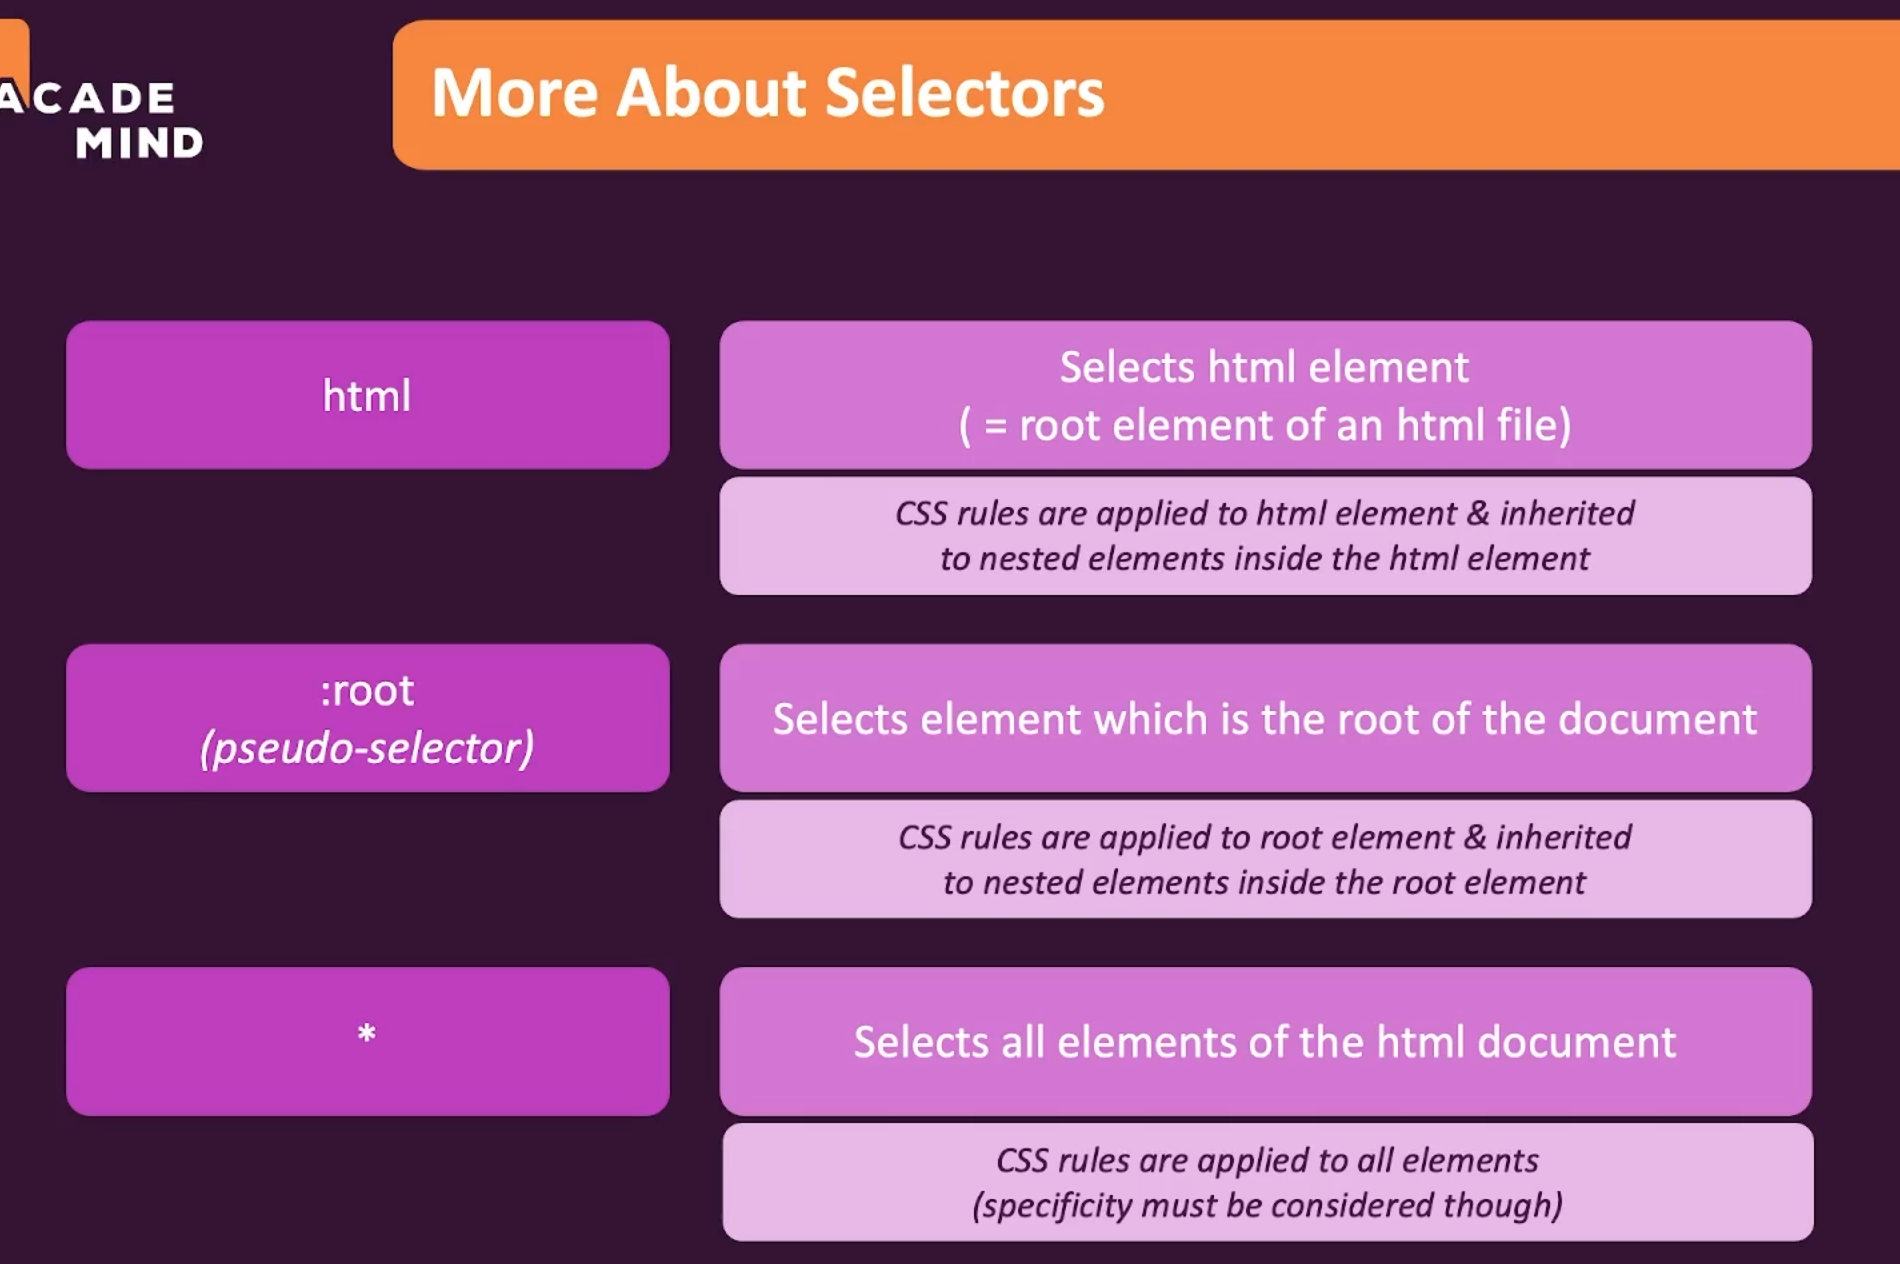 ACADE
MIND
More About Selectors
html
Selects html element
( = root element of an html file)
CSS rules are applied to html element & inherited
to nested elements inside the html element
:root
(pseudo-selector)
Selects element which is the root of the document
CSS rules are applied to root element & inherited
to nested elements inside the root element
*
Selects all elements of the html document
CSS rules are applied to all elements
(specificity must be considered though)